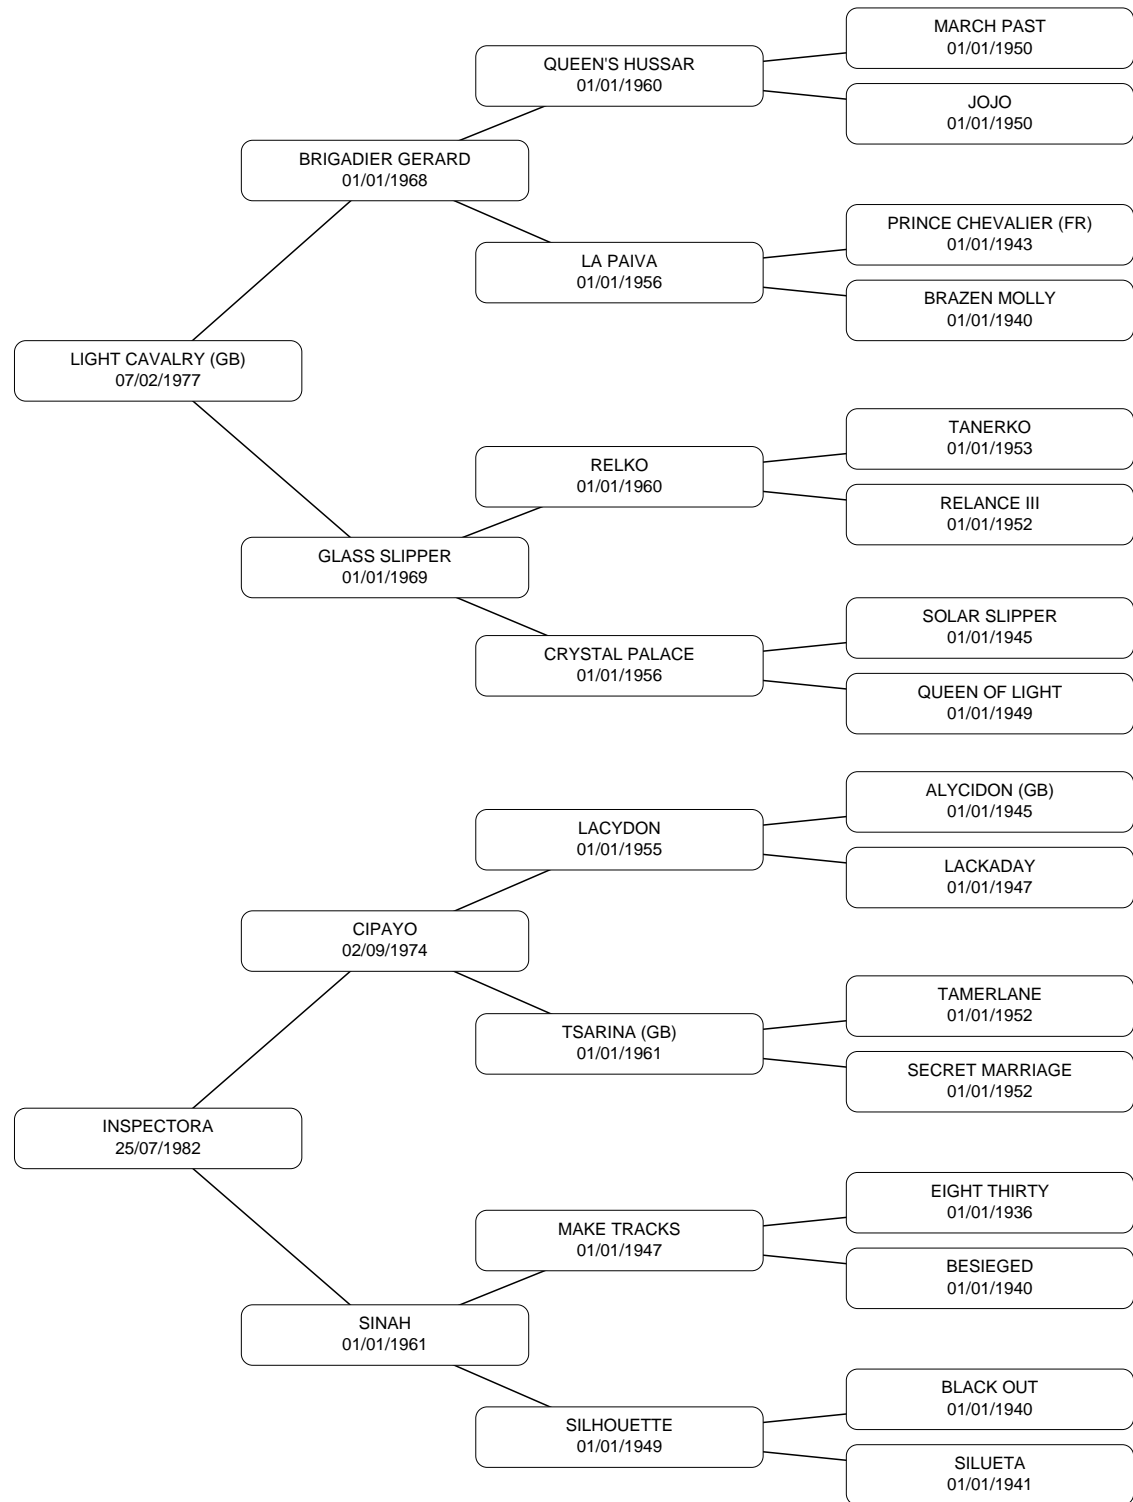 MARCH PAST
01/01/1950
QUEEN'S HUSSAR
01/01/1960
JOJO
01/01/1950
BRIGADIER GERARD
01/01/1968
PRINCE CHEVALIER (FR)
01/01/1943
LA PAIVA
01/01/1956
BRAZEN MOLLY
01/01/1940
LIGHT CAVALRY (GB)
07/02/1977
TANERKO
01/01/1953
RELKO
01/01/1960
RELANCE III
01/01/1952
GLASS SLIPPER
01/01/1969
SOLAR SLIPPER
01/01/1945
CRYSTAL PALACE
01/01/1956
QUEEN OF LIGHT
01/01/1949
ALYCIDON (GB)
01/01/1945
LACYDON
01/01/1955
LACKADAY
01/01/1947
CIPAYO
02/09/1974
TAMERLANE
01/01/1952
TSARINA (GB)
01/01/1961
SECRET MARRIAGE
01/01/1952
INSPECTORA
25/07/1982
EIGHT THIRTY
01/01/1936
MAKE TRACKS
01/01/1947
BESIEGED
01/01/1940
SINAH
01/01/1961
BLACK OUT
01/01/1940
SILHOUETTE
01/01/1949
SILUETA
01/01/1941